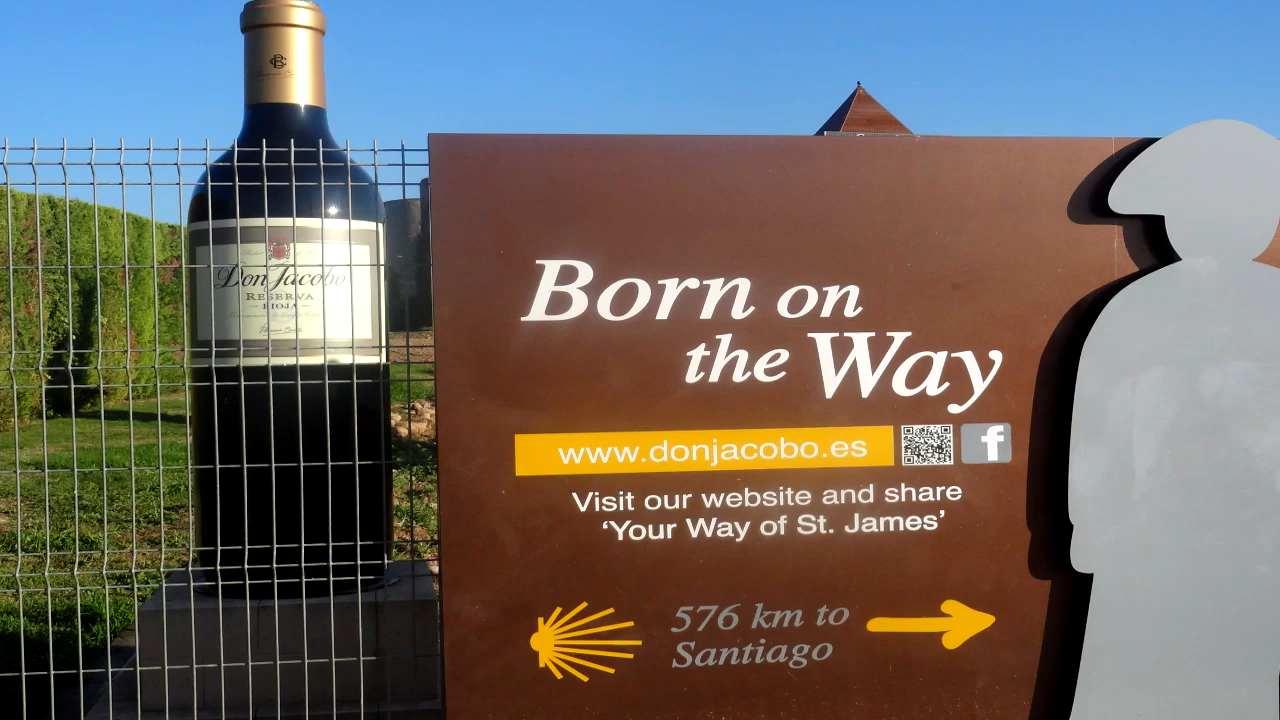 Don Jacobo
RESERVA
RIOJA
Born on
the Way
www.donjacobo.es
f
Visit our website and share
‘Your Way of St. James’
576 km to
Santiago